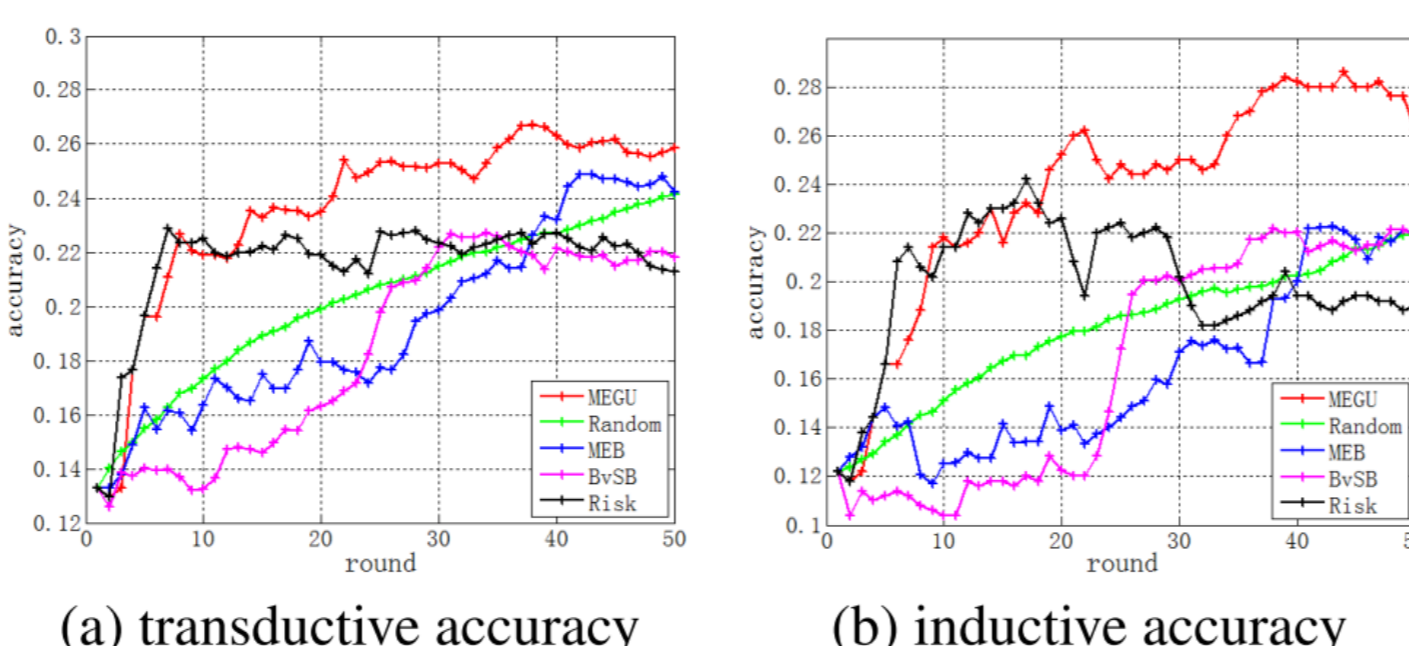 0.3
0.28
0.26
0.24
0.22
0.2
0.18
0.16
0.14
0.12
0 10 20 30 40 50
accuracy
round
MEGU
Random
MEB
BvSB
Risk
(a) transductive accuracy
0.28
0.26
0.24
0.22
0.2
0.18
0.16
0.14
0.12
0.1
0 10 20 30 40
accuracy
round
MEGU
Random
MEB
BvSB
Risk
(b) inductive accuracy